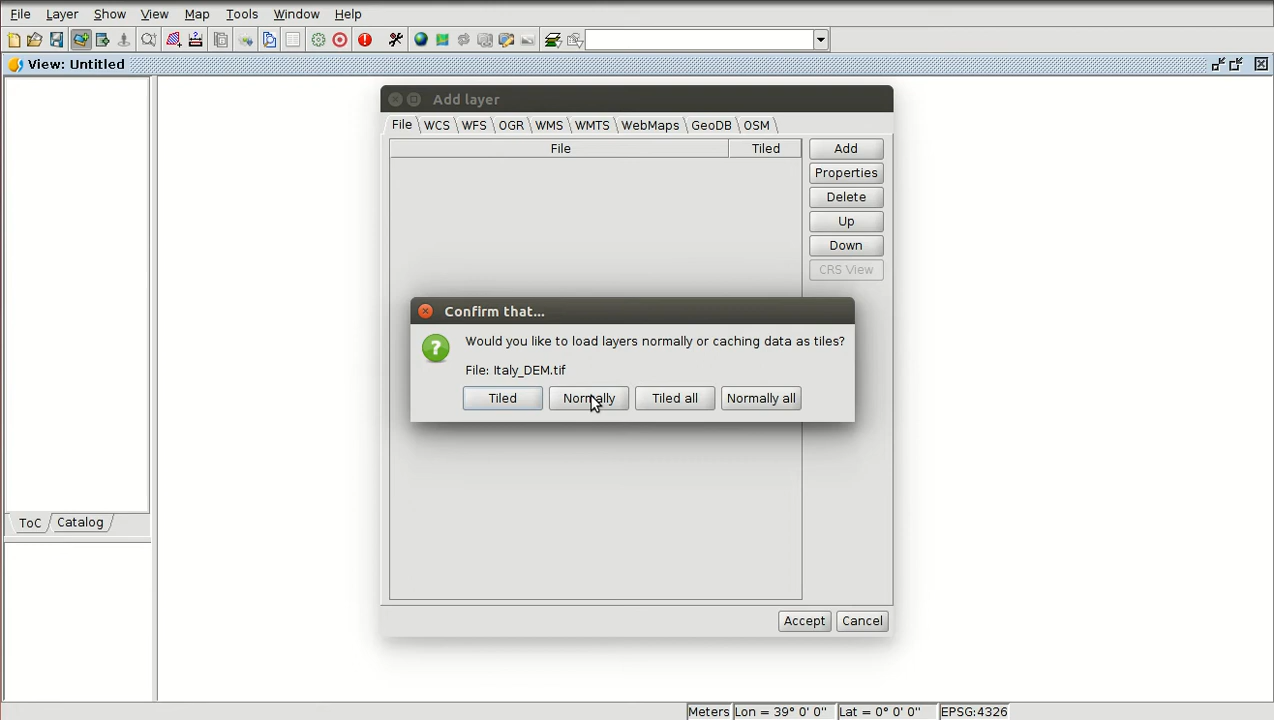 File Layer Show View Map Tools Window Help
View: Untitled
Add layer
File WCS WFS OGR WMS WMTS WebMaps GeoDB OSM
File Tiled
Add
Properties
Delete
Up
Down
CRS View
Confirm that...
Would you like to load layers normally or caching data as tiles?
File: Italy_DEM.tif
Tiled Normally Tiled all Normally all
ToC Catalog
Accept Cancel
Meters Lon = 39° 0' 0" Lat = 0° 0' 0" EPSG:4326